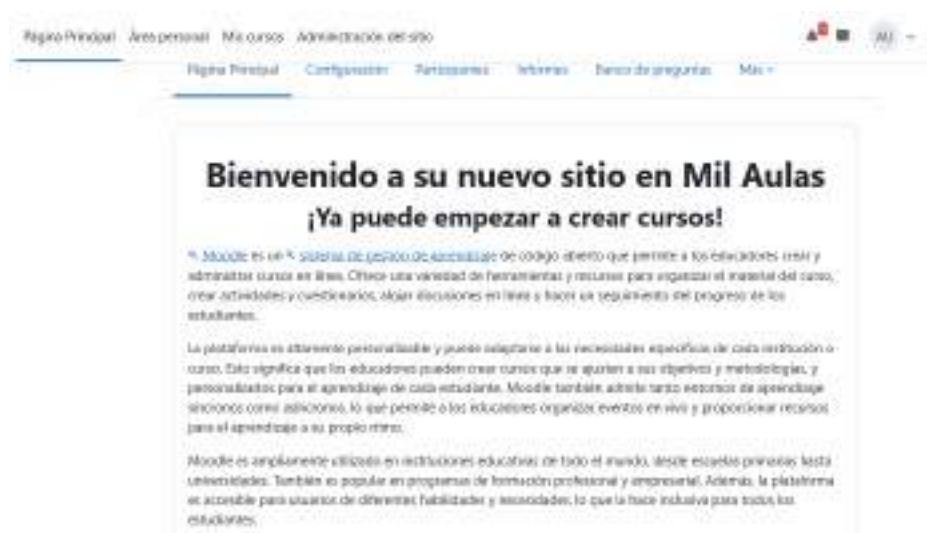 Página Principal Área personal Mis cursos Administración del sitio AU
Página Principal Configuración Participantes Informes Banco de preguntas Más
Bienvenido a su nuevo sitio en Mil Aulas
¡Ya puede empezar a crear cursos!
Moodle es un sistema de gestión de aprendizaje de código abierto que permite a los educadores crear y
administrar cursos en línea. Ofrece una variedad de herramientas y recursos para organizar el material del curso,
crear actividades y cuestionarios, alojar discusiones en línea y hacer un seguimiento del progreso de los
estudiantes.
La plataforma es altamente personalizable y puede adaptarse a las necesidades específicas de cada institución o
curso. Esto significa que los educadores pueden crear cursos que se ajusten a sus objetivos y metodologías, y
personalizarlos para el aprendizaje de cada estudiante. Moodle también admite tanto entornos de aprendizaje
síncronos como asíncronos, lo que permite a los educadores organizar eventos en vivo y proporcionar recursos
para el aprendizaje a su propio ritmo.
Moodle es ampliamente utilizado en instituciones educativas de todo el mundo, desde escuelas primarias hasta
universidades. También es popular en programas de formación profesional y empresarial. Además, la plataforma
es accesible para usuarios de diferentes habilidades y necesidades, lo que la hace inclusiva para todos los
estudiantes.